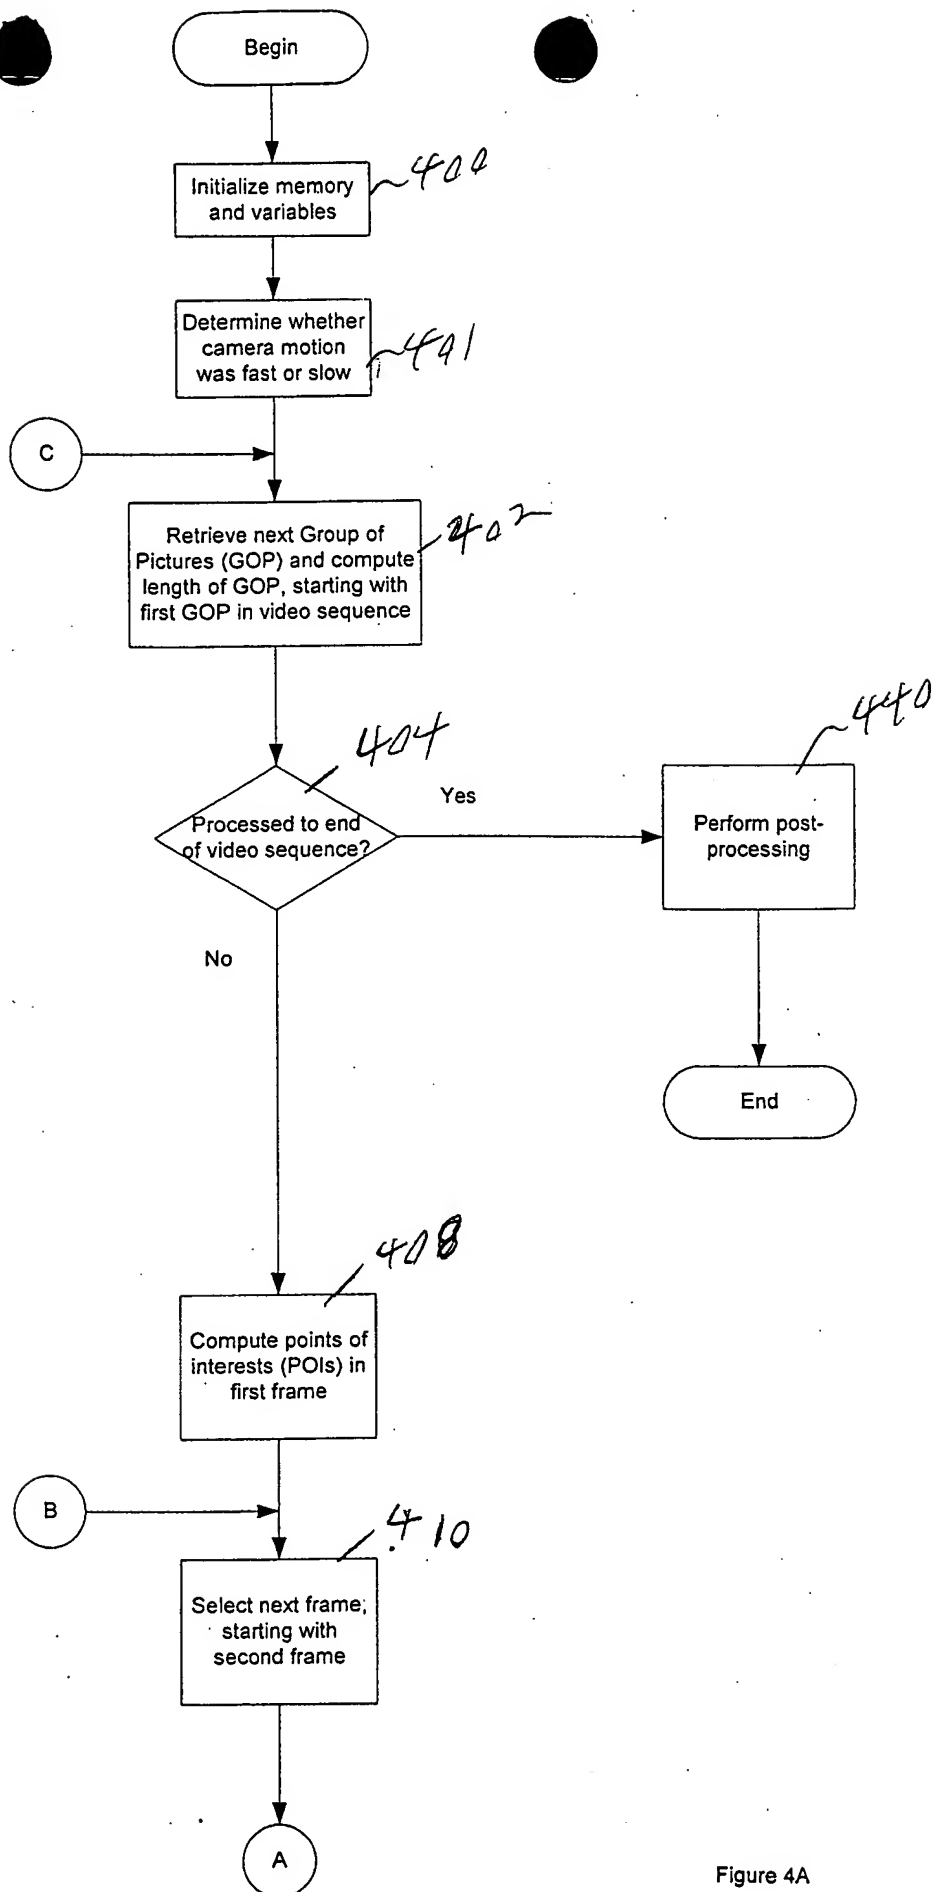 Begin
400
Initialize memory
and variables
Determine whether
camera motion
was fast or slow
401
C
Retrieve next Group of
Pictures (GOP) and compute
length of GOP, starting with
first GOP in video sequence
402
404
Processed to end
of video sequence?
Yes
440
Perform post-
processing
No
End
408
Compute points of
interests (POIs) in
first frame
B
410
Select next frame,
starting with
second frame
A
Figure 4A